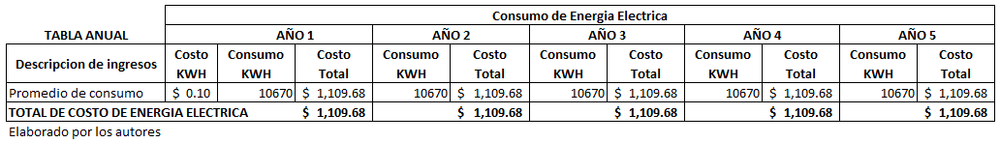 Consumo de Energia Electrica
TABLA ANUAL AÑO 1 AÑO 2 AÑO 3 AÑO 4 AÑO 5
Descripcion de ingresos Costo KWH Consumo KWH Costo Total Consumo KWH Costo Total Consumo KWH Costo Total Consumo KWH Costo Total Consumo KWH Costo Total
Promedio de consumo $ 0.10 10670 $ 1,109.68 10670 $ 1,109.68 10670 $ 1,109.68 10670 $ 1,109.68 10670 $ 1,109.68
TOTAL DE COSTO DE ENERGIA ELECTRICA $ 1,109.68 $ 1,109.68 $ 1,109.68 $ 1,109.68 $ 1,109.68
Elaborado por los autores